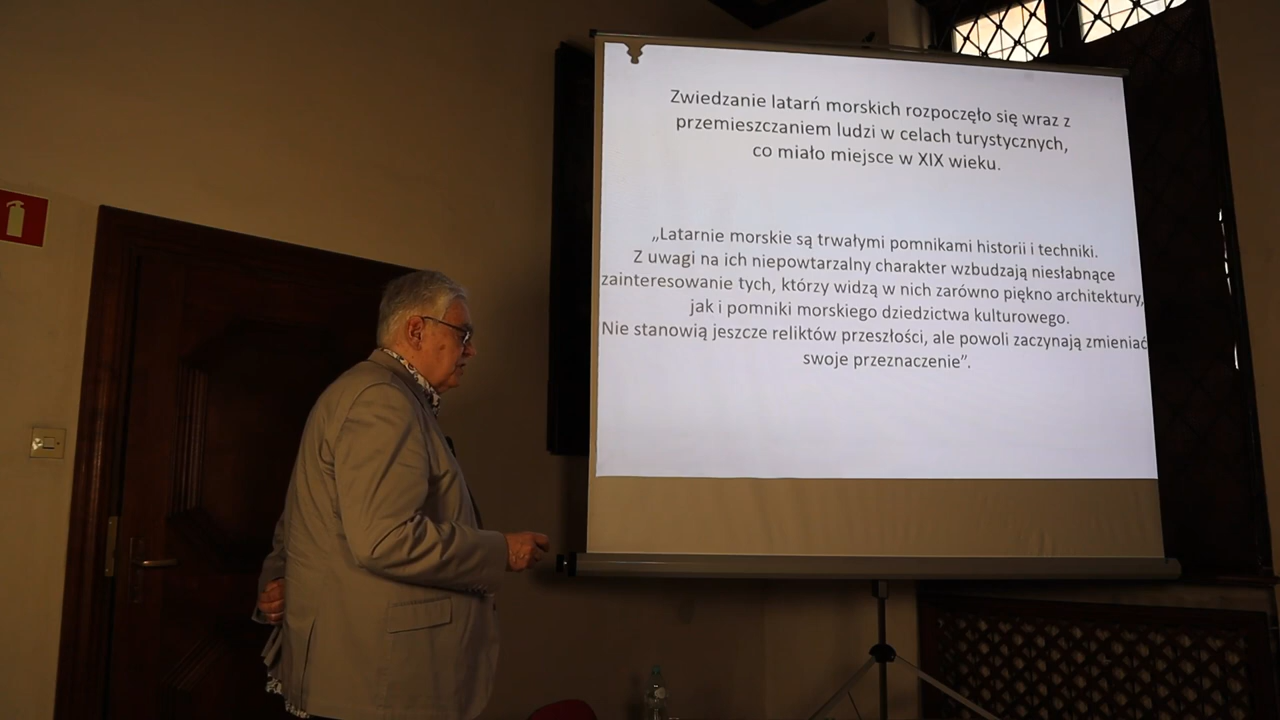 Zwiedzanie latarń morskich rozpoczęło się wraz z
przemieszczaniem ludzi w celach turystycznych,
co miało miejsce w XIX wieku.
„Latarnie morskie są trwałymi pomnikami historii i techniki.
Z uwagi na ich niepowtarzalny charakter wzbudzają niesłabnące
zainteresowanie tych, którzy widzą w nich zarówno piękno architektury,
jak i pomniki morskiego dziedzictwa kulturowego.
Nie stanowią jeszcze reliktów przeszłości, ale powoli zaczynają zmieniać
swoje przeznaczenie”.